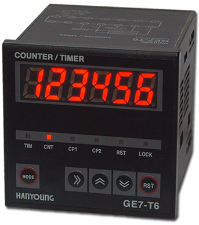 COUNTER / TIMER
123456
TIM CNT CP1 CP2 RST LOCK
MODE RST
HANYOUNG GE7-T6